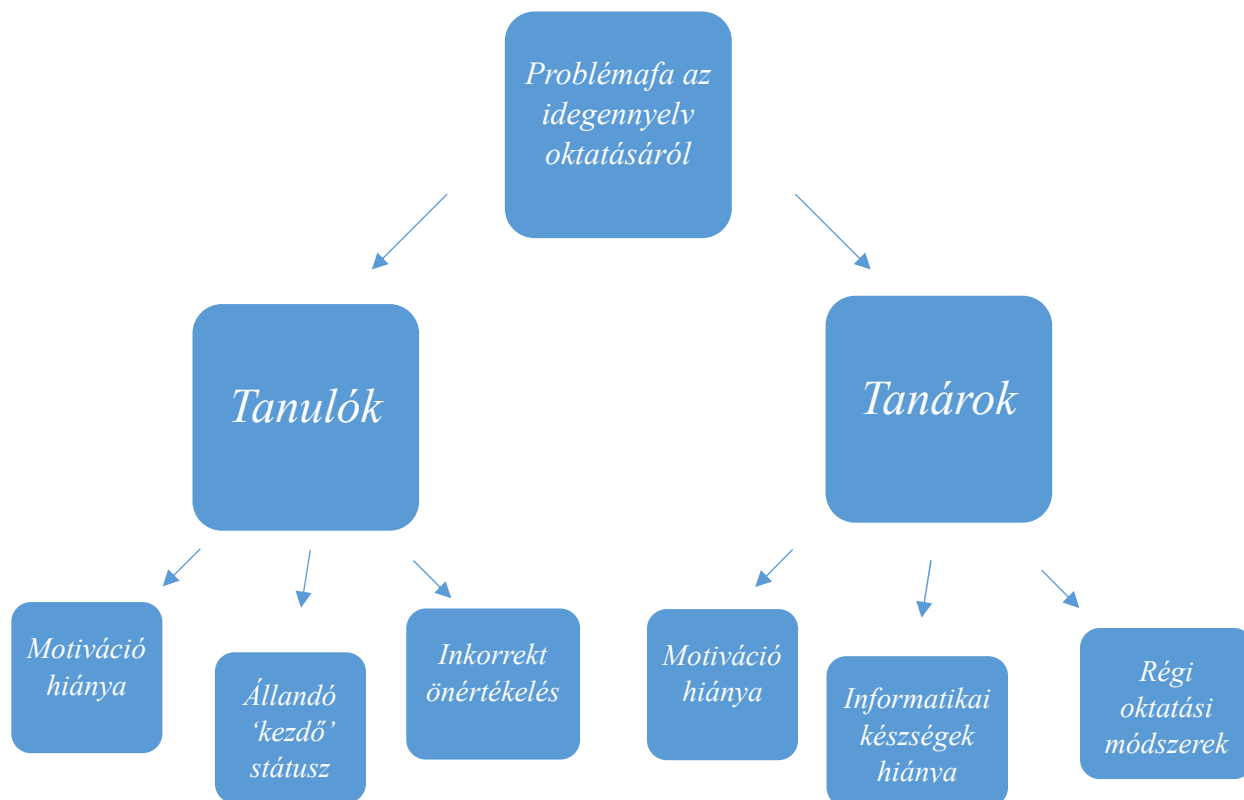 Problémafa az
idegennyelv
oktatásáról
Tanulók
Tanárok
Motiváció
hiánya
Állandó
‘kezdő’
státusz
Inkorrekt
önértékelés
Motiváció
hiánya
Informatikai
készségek
hiánya
Régi
oktatási
módszerek